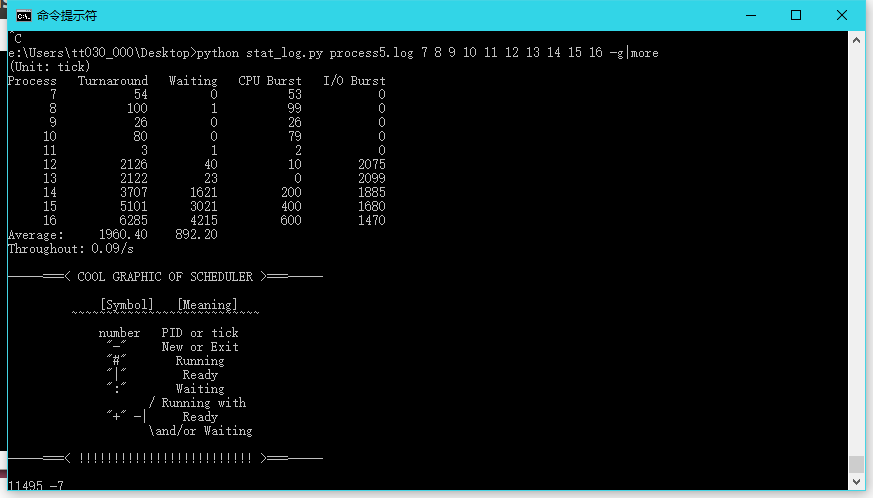 命令提示符
^C
e:\Users\tt030_000\Desktop>python stat_log.py process5.log 7 8 9 10 11 12 13 14 15 16 -g|more
(Unit: tick)
Process   Turnaround   Waiting   CPU Burst   I/O Burst
      7           54         0          53           0
      8          100         1          99           0
      9           26         0          26           0
     10           80         0          79           0
     11            3         1           2           0
     12         2126        40          10        2075
     13         2122        23           0        2099
     14         3707      1621         200        1885
     15         5101      3021         400        1680
     16         6285      4215         600        1470
Average:     1960.40    892.20
Throughout: 0.09/s
-----===< COOL GRAPHIC OF SCHEDULER >===-----
             [Symbol]   [Meaning]
         ~~~~~~~~~~~~~~~~~~~~~~~~~~~
             number   PID or tick
              "-"     New or Exit
              "#"       Running
              "|"        Ready
              ":"       Waiting
                    / Running with
              "+" -|     Ready
                    \and/or Waiting
-----===< !!!!!!!!!!!!!!!!!!!!!!!!! >===-----
11495 -7